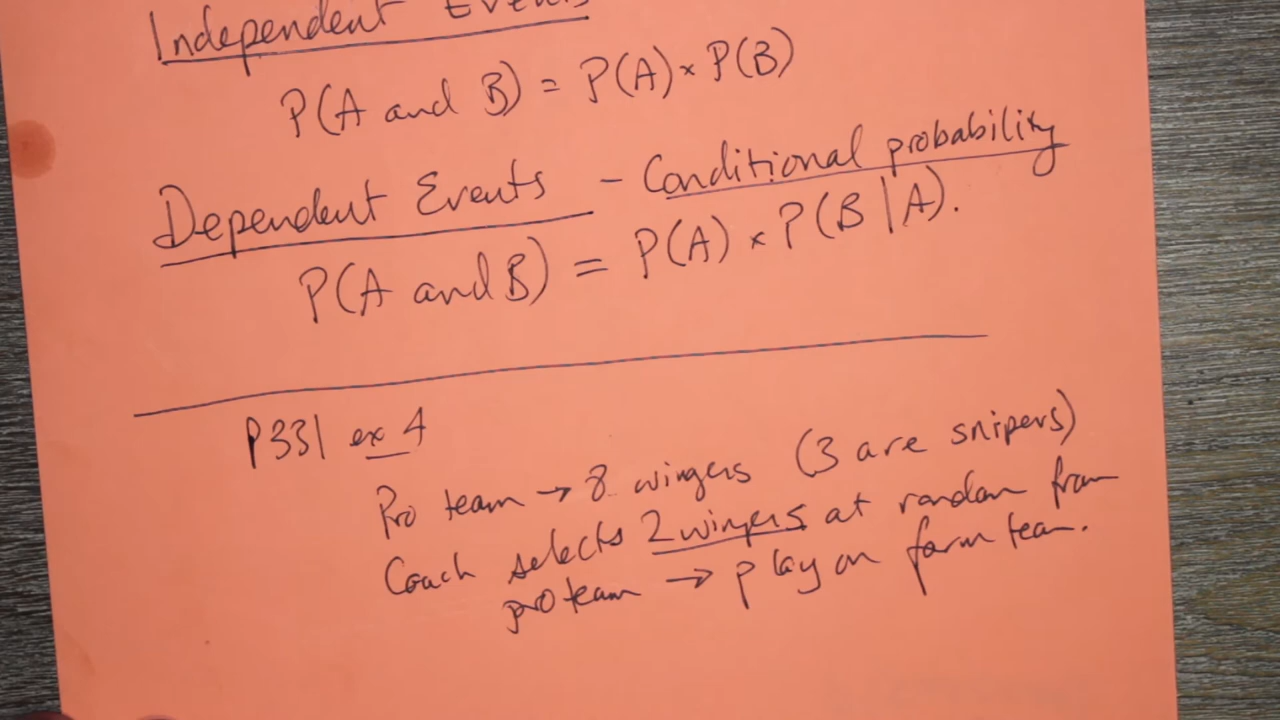 Independent Events
P(A and B) = P(A) × P(B)
Dependent Events - Conditional probability
P(A and B) = P(A) × P(B | A).
P331 ex 4
Pro team → 8 wingers (3 are snipers)
Coach selects 2 wingers at random from
pro team → play on farm team.